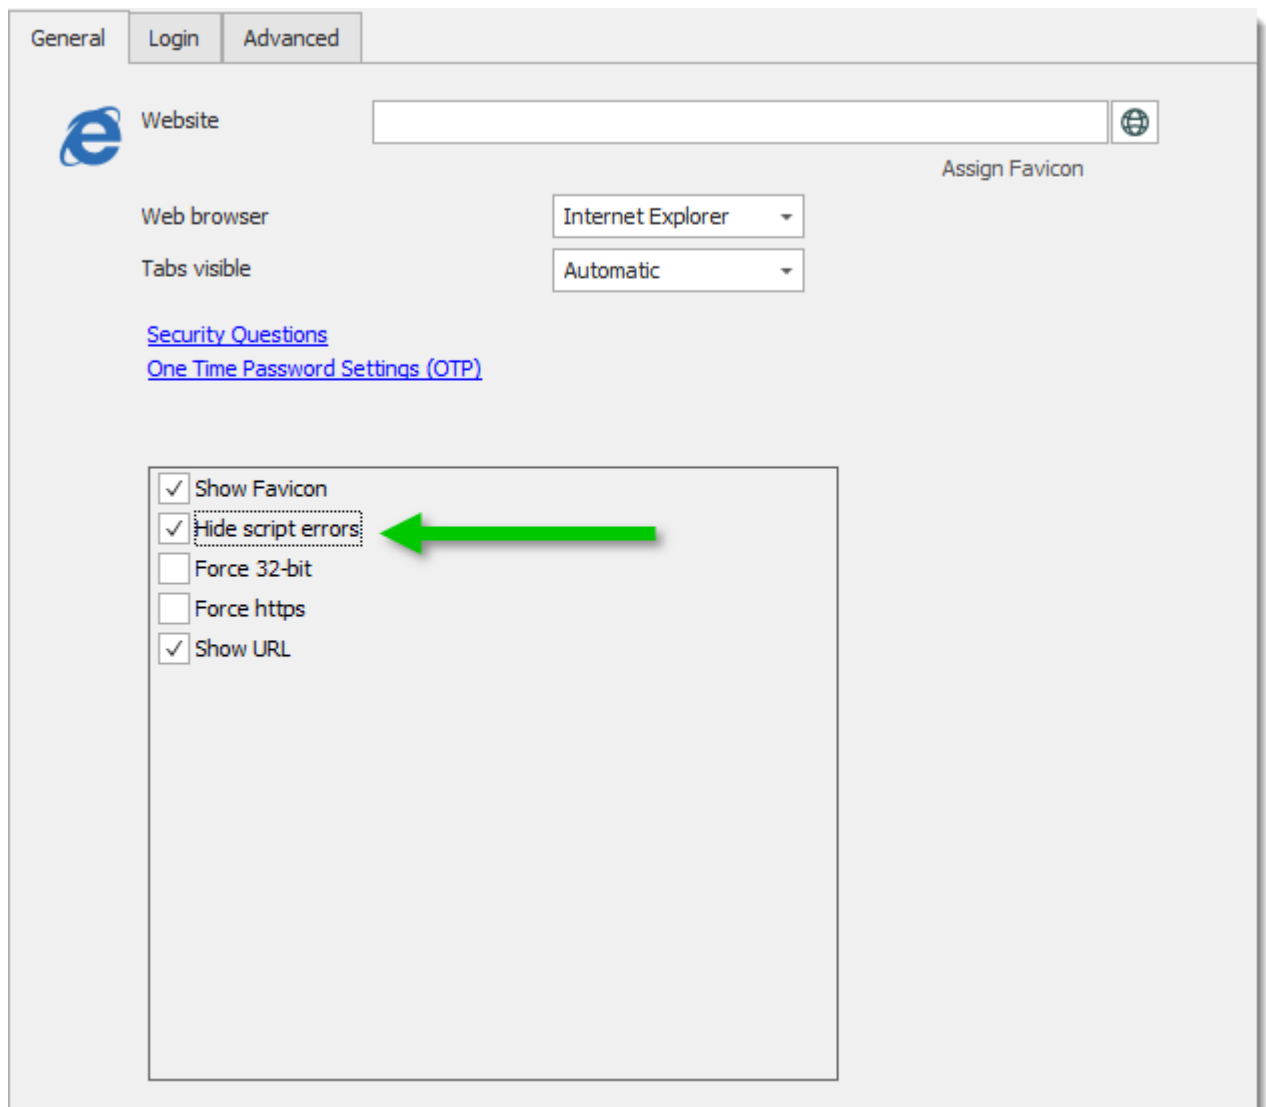 General Login Advanced
Website
Assign Favicon
Web browser Internet Explorer
Tabs visible Automatic
Security Questions
One Time Password Settings (OTP)
Show Favicon
Hide script errors
Force 32-bit
Force https
Show URL